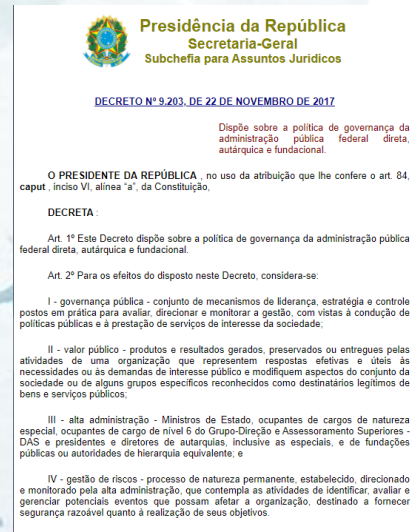 Presidência da República
Secretaria-Geral
Subchefia para Assuntos Jurídicos
DECRETO Nº 9.203, DE 22 DE NOVEMBRO DE 2017
Dispõe sobre a política de governança da
administração pública federal direta,
autárquica e fundacional.
O PRESIDENTE DA REPÚBLICA , no uso da atribuição que lhe confere o art. 84,
caput , inciso VI, alínea “a”, da Constituição,
DECRETA :
Art. 1º Este Decreto dispõe sobre a política de governança da administração pública
federal direta, autárquica e fundacional.
Art. 2º Para os efeitos do disposto neste Decreto, considera-se:
I - governança pública - conjunto de mecanismos de liderança, estratégia e controle
postos em prática para avaliar, direcionar e monitorar a gestão, com vistas à condução de
políticas públicas e à prestação de serviços de interesse da sociedade;
II - valor público - produtos e resultados gerados, preservados ou entregues pelas
atividades de uma organização que representem respostas efetivas e úteis às
necessidades ou às demandas de interesse público e modifiquem aspectos do conjunto da
sociedade ou de alguns grupos específicos reconhecidos como destinatários legítimos de
bens e serviços públicos;
III - alta administração - Ministros de Estado, ocupantes de cargos de natureza
especial, ocupantes de cargo de nível 6 do Grupo-Direção e Assessoramento Superiores -
DAS e presidentes e diretores de autarquias, inclusive as especiais, e de fundações
públicas ou autoridades de hierarquia equivalente; e
IV - gestão de riscos - processo de natureza permanente, estabelecido, direcionado
e monitorado pela alta administração, que contempla as atividades de identificar, avaliar e
gerenciar potenciais eventos que possam afetar a organização, destinado a fornecer
segurança razoável quanto à realização de seus objetivos.